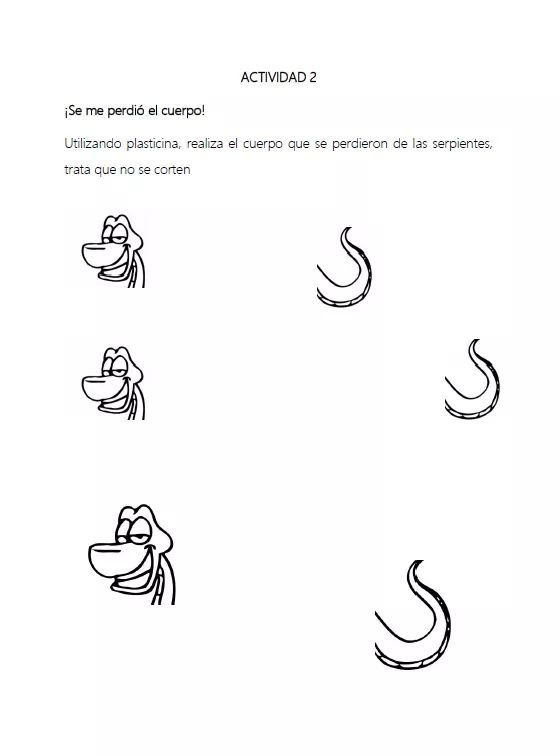 ACTIVIDAD 2
¡Se me perdió el cuerpo!
Utilizando plasticina, realiza el cuerpo que se perdieron de las serpientes,
trata que no se corten